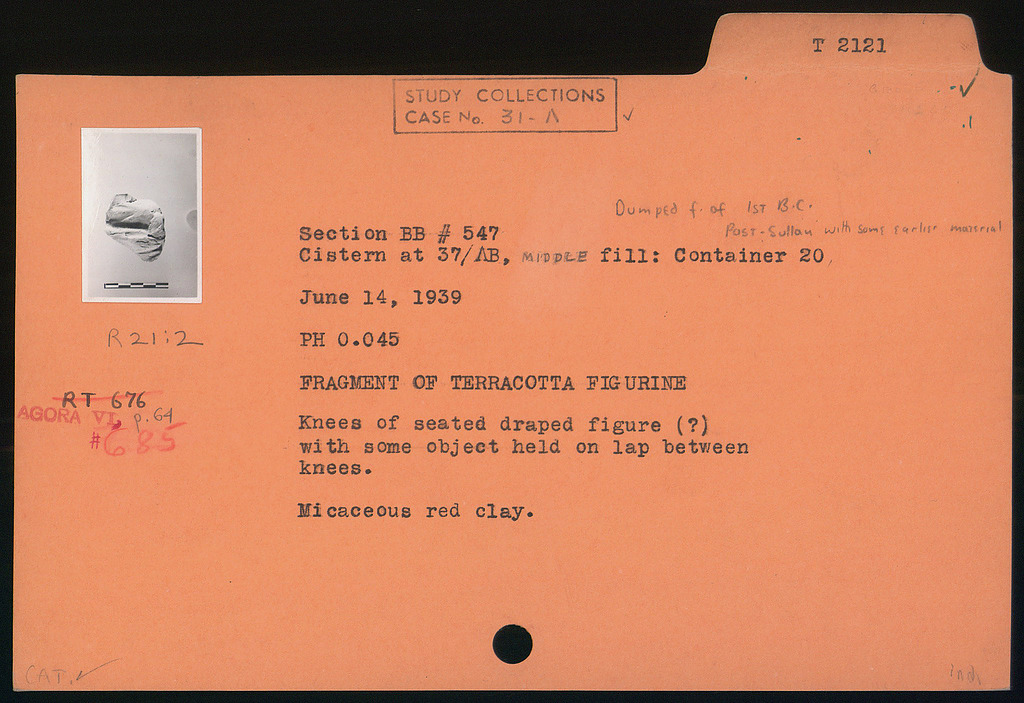 T 2121
STUDY COLLECTIONS
CASE No. 31-Λ
Dumped f. of 1ST B.C.
POST-Sullan with some earlier material
Section BB # 547
Cistern at 37/ΛB, MIDDLE fill: Container 20,
June 14, 1939
R 21:2
PH 0.045
FRAGMENT OF TERRACOTTA FIGURINE
RT 676
AGORA VI, p. 64
#685
Knees of seated draped figure (?)
with some object held on lap between
knees.
Micaceous red clay.
CAT.